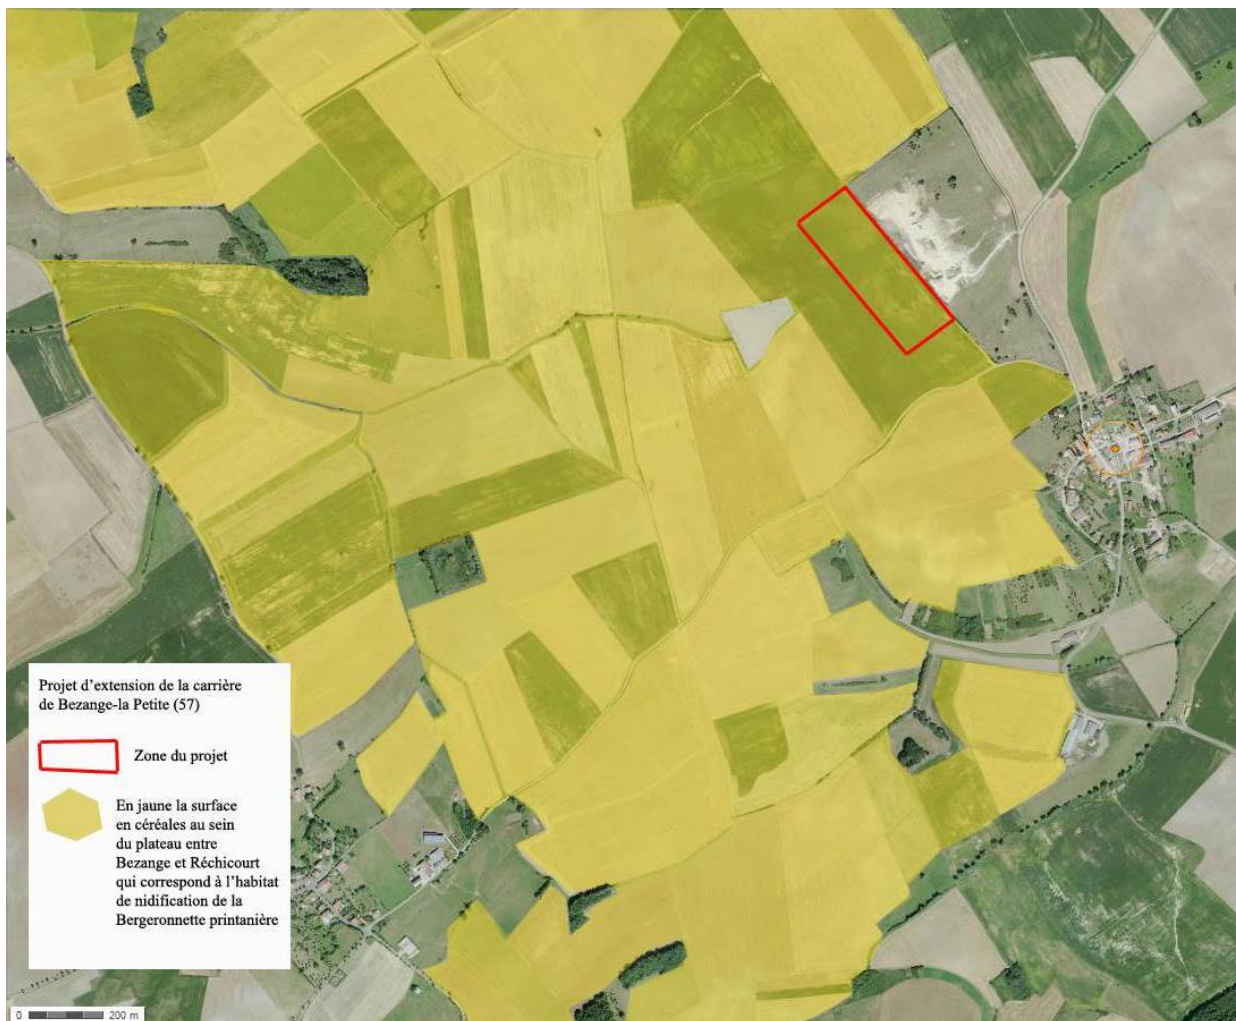 Projet d'extension de la carrière
de Bezange-la Petite (57)
Zone du projet
En jaune la surface
en céréales au sein
du plateau entre
Bezange et Réchicourt
qui correspond à l'habitat
de nidification de la
Bergeronnette printanière
0 200 m